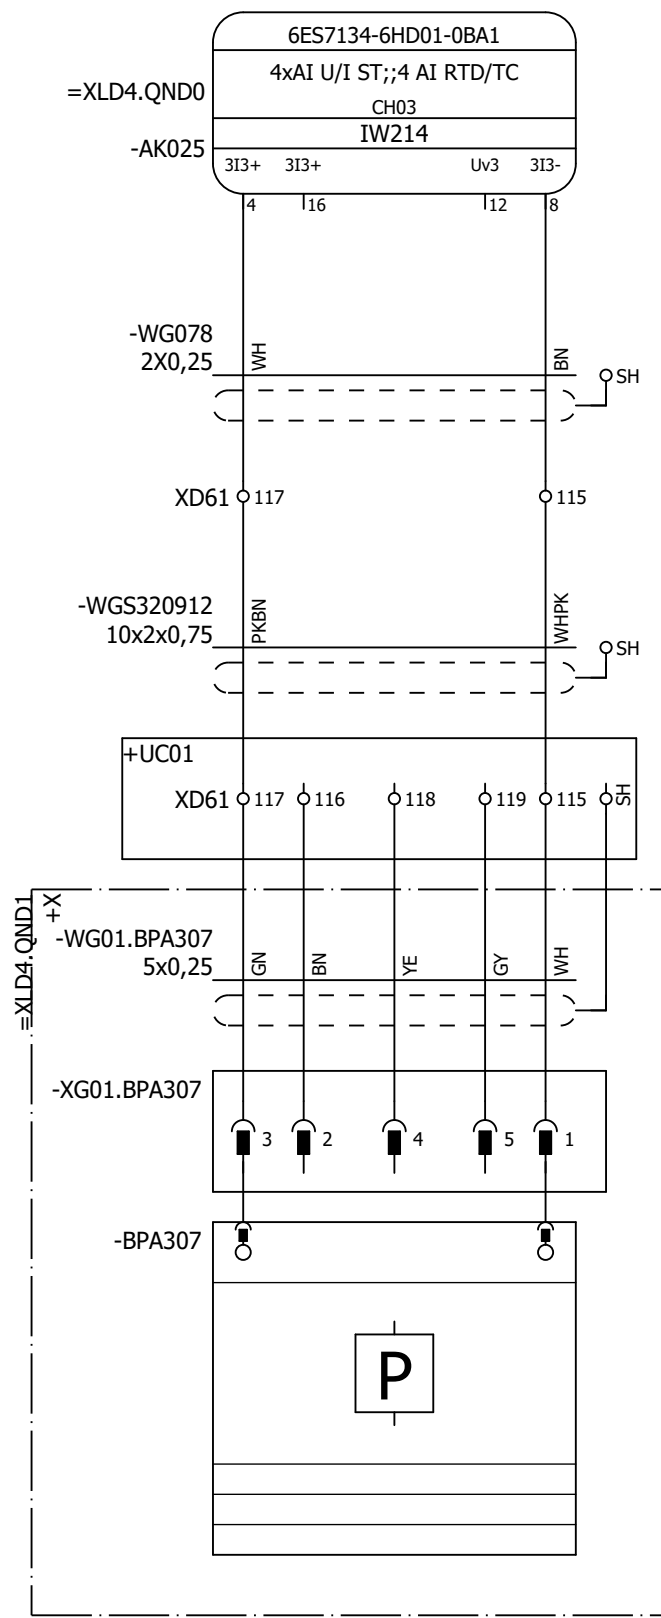 6ES7134-6HD01-0BA1
4xAI U/I ST;;4 AI RTD/TC
=XLD4.QND0
CH03
IW214
-AK025
3I3+ 3I3+ Uv3 3I3-
4 16 12 8
-WG078
2X0,25
WH BN
SH
XD61 117 115
-WGS320912
10x2x0,75
PKBN WHPK
SH
+UC01
XD61 117 116 118 119 115 SH
=XLD4.QND1
+X
-WG01.BPA307
5x0,25
GN BN YE GY WH
-XG01.BPA307
3 2 4 5 1
-BPA307
P